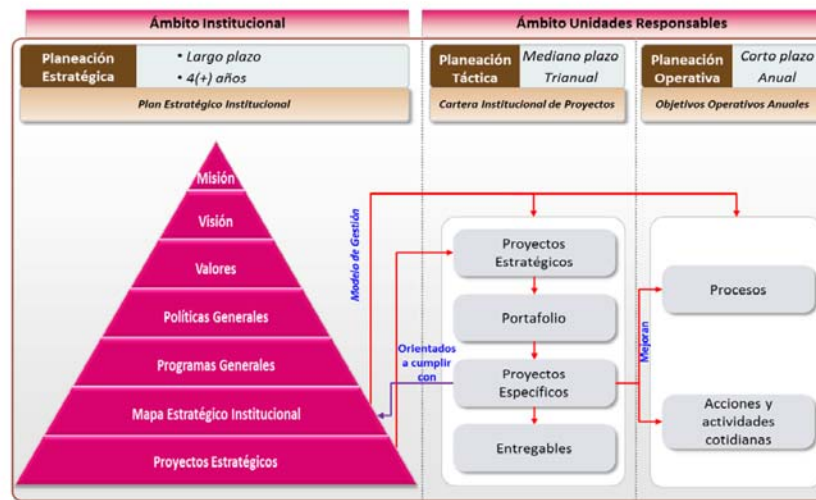 Ámbito Institucional
Ámbito Unidades Responsables
Planeación
Estratégica
• Largo plazo
• 4(+) años
Plan Estratégico Institucional
Planeación
Táctica
Mediano plazo
Trianual
Cartera Institucional de Proyectos
Planeación
Operativa
Corto plazo
Anual
Objetivos Operativos Anuales
Misión
Visión
Valores
Políticas Generales
Programas Generales
Mapa Estratégico Institucional
Proyectos Estratégicos
Modelo de Gestión
Orientados
a cumplir
con
Proyectos
Estratégicos
Portafolio
Proyectos
Específicos
Entregables
Mejoran
Procesos
Acciones y
actividades
cotidianas